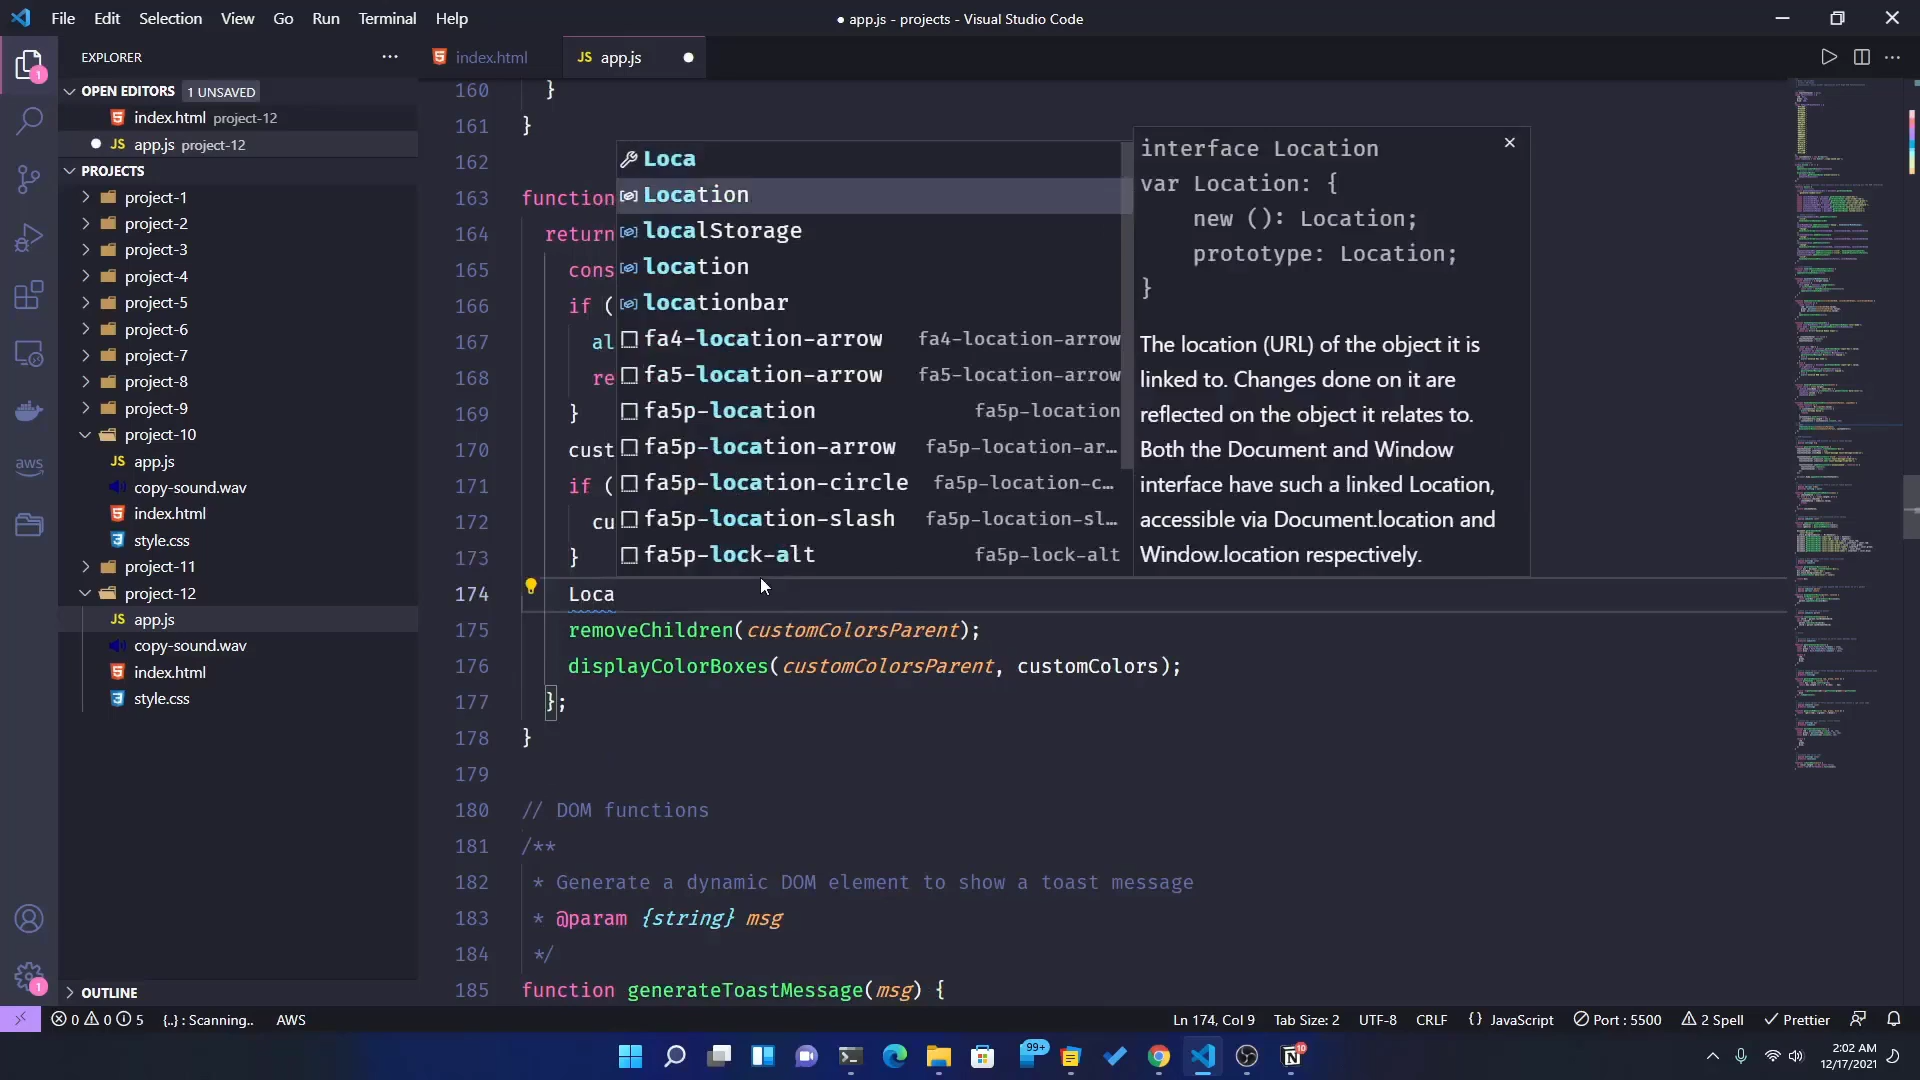 File Edit Selection View Go Run Terminal Help
● app.js - projects - Visual Studio Code
EXPLORER
OPEN EDITORS 1 UNSAVED
index.html project-12
app.js project-12
PROJECTS
project-1
project-2
project-3
project-4
project-5
project-6
project-7
project-8
project-9
project-10
app.js
copy-sound.wav
index.html
style.css
project-11
project-12
app.js
copy-sound.wav
index.html
style.css
OUTLINE
1
aws
1
index.html
JS app.js
160 }
161 }
162
163 function
164 return
165 cons
166 if (
167 al
168 re
169 }
170 cust
171 if (
172 cu
173 }
174 Loca
175 removeChildren(customColorsParent);
176 displayColorBoxes(customColorsParent, customColors);
177 };
178 }
179
180 // DOM functions
181 /**
182 * Generate a dynamic DOM element to show a toast message
183 * @param {string} msg
184 */
185 function generateToastMessage(msg) {
Loca
Location
localStorage
location
locationbar
fa4-location-arrow fa4-location-arrow
fa5-location-arrow fa5-location-arrow
fa5p-location fa5p-location
fa5p-location-arrow fa5p-location-ar…
fa5p-location-circle fa5p-location-c…
fa5p-location-slash fa5p-location-sl…
fa5p-lock-alt fa5p-lock-alt
interface Location
var Location: {
new (): Location;
prototype: Location;
}
The location (URL) of the object it is
linked to. Changes done on it are
reflected on the object it relates to.
Both the Document and Window
interface have such a linked Location,
accessible via Document.location and
Window.location respectively.
0 0 5 {..} : Scanning.. AWS
Ln 174, Col 9 Tab Size: 2 UTF-8 CRLF {} JavaScript Port : 5500 2 Spell Prettier
99+
10
2:02 AM
12/17/2021